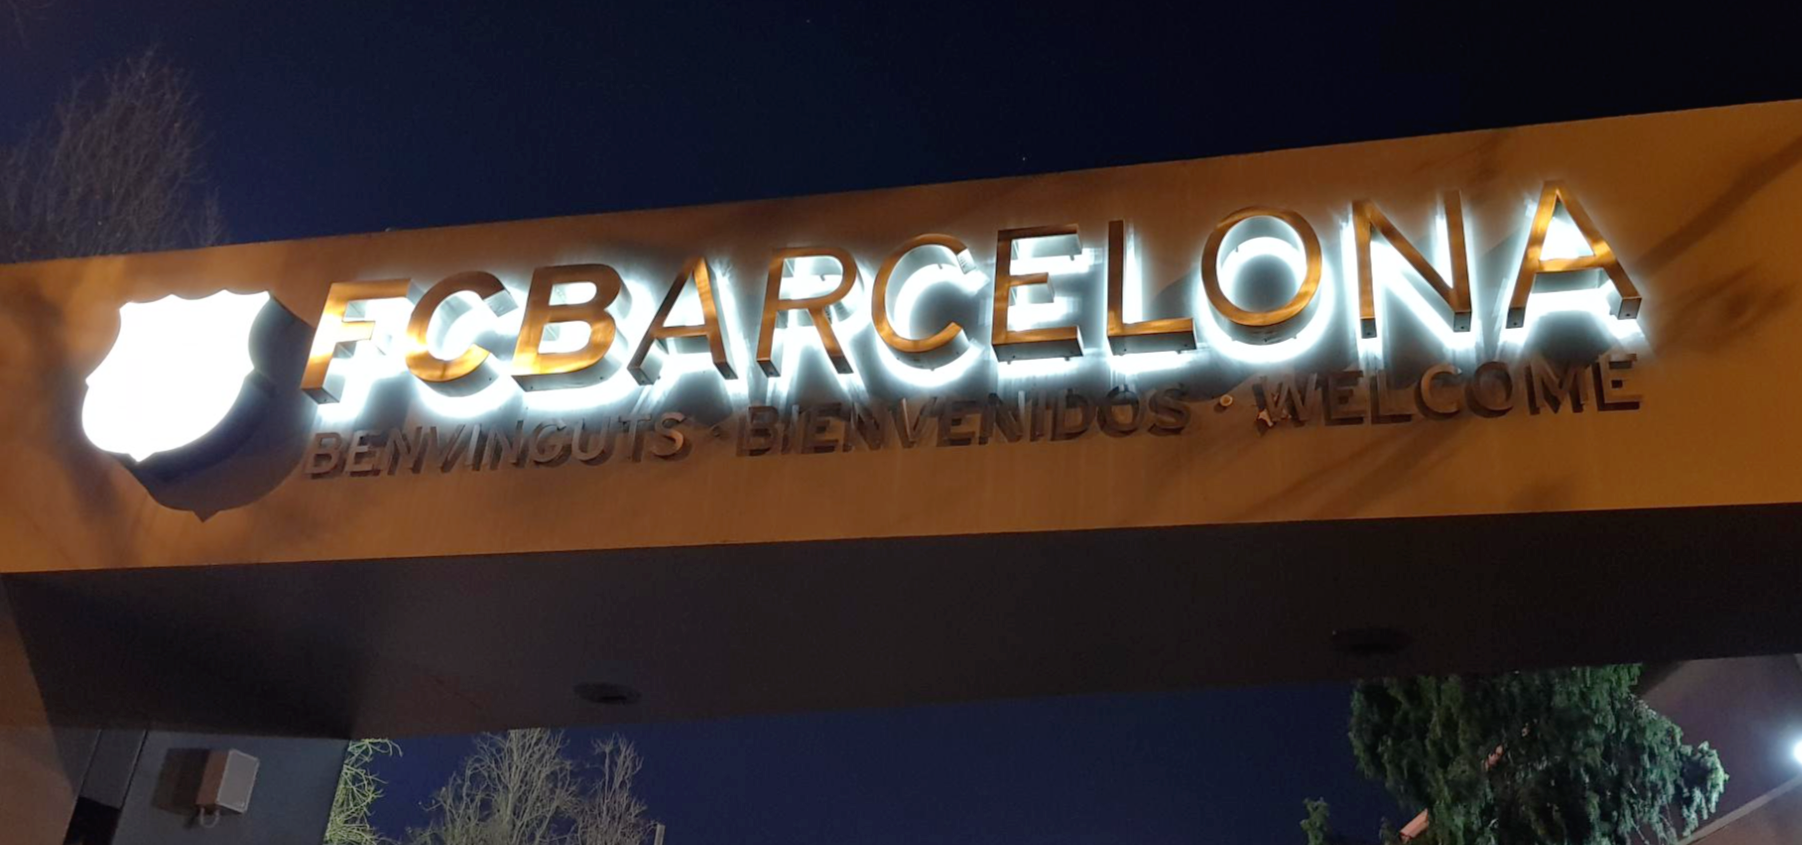 FCBARCELONA
BENVINGUTS · BIENVENIDOS · WELCOME